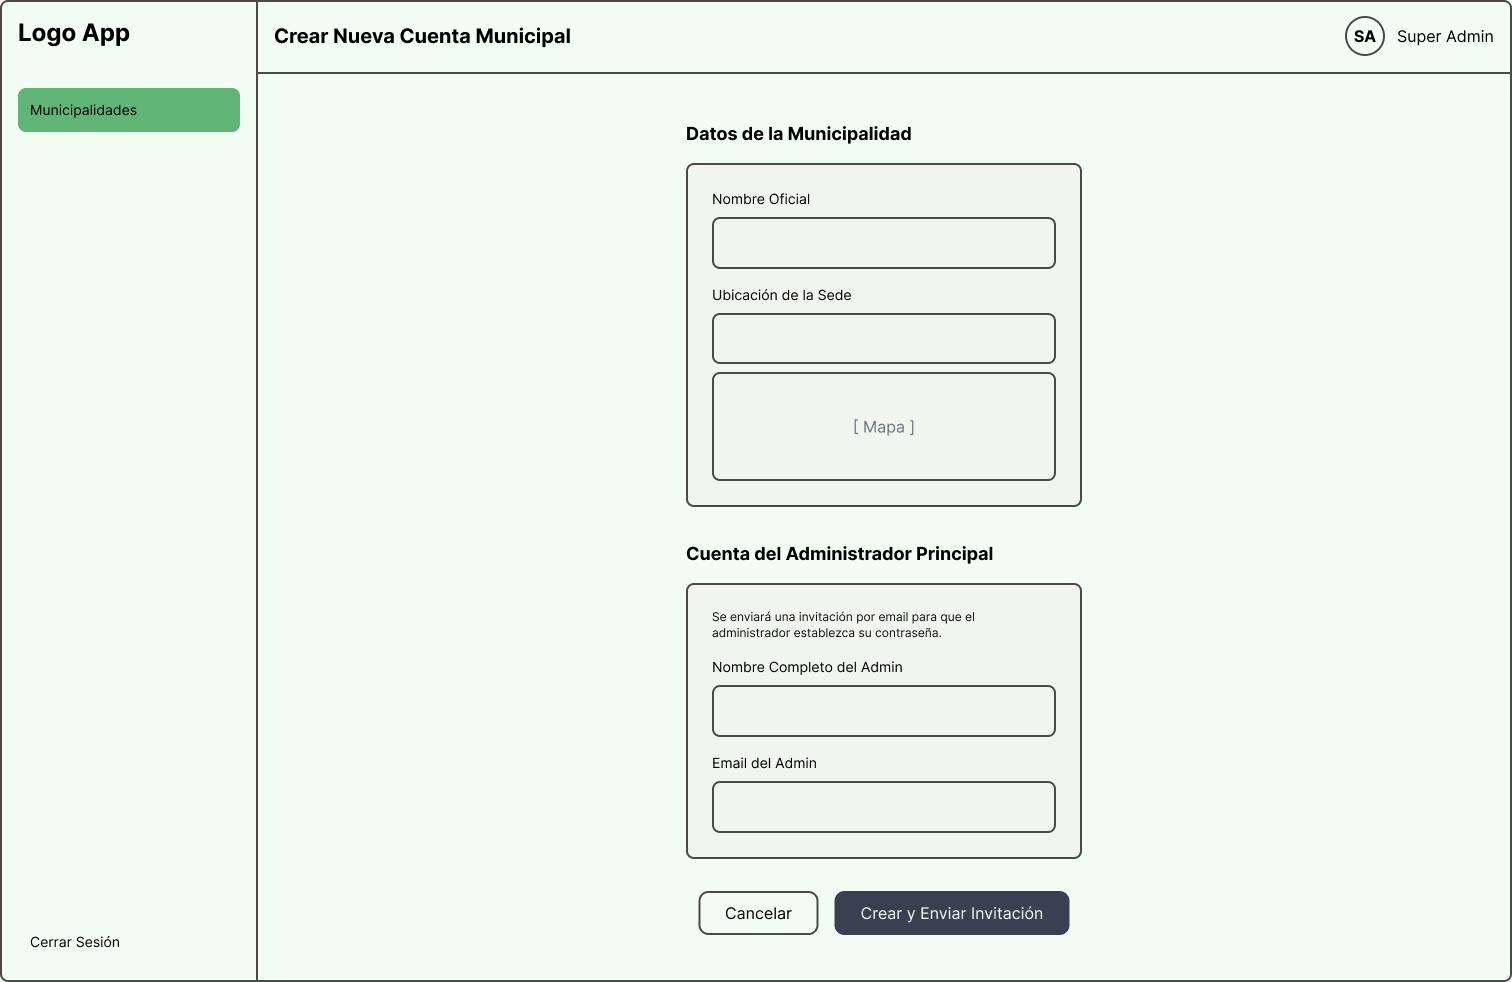 Logo App
Municipalidades
Cerrar Sesión
Crear Nueva Cuenta Municipal
SA
Super Admin
Datos de la Municipalidad
Nombre Oficial
Ubicación de la Sede
[ Mapa ]
Cuenta del Administrador Principal
Se enviará una invitación por email para que el
administrador establezca su contraseña.
Nombre Completo del Admin
Email del Admin
Cancelar
Crear y Enviar Invitación